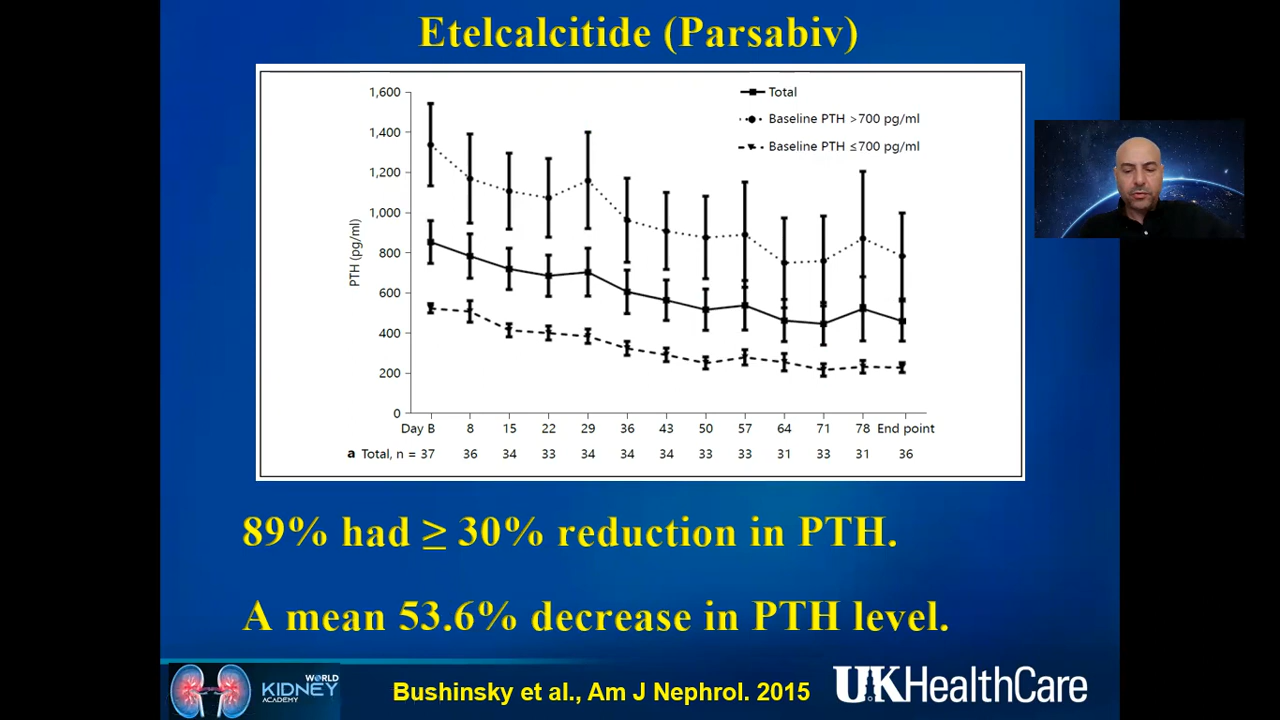 Etelcalcitide (Parsabiv)
1,600
1,400
1,200
1,000
800
600
400
200
0
PTH (pg/ml)
Total
Baseline PTH >700 pg/ml
Baseline PTH ≤700 pg/ml
Day B 8 15 22 29 36 43 50 57 64 71 78 End point
a Total, n = 37 36 34 33 34 34 34 33 33 31 33 31 36
89% had ≥ 30% reduction in PTH.
A mean 53.6% decrease in PTH level.
WORLD
KIDNEY
ACADEMY
Bushinsky et al., Am J Nephrol. 2015
UKHealthCare